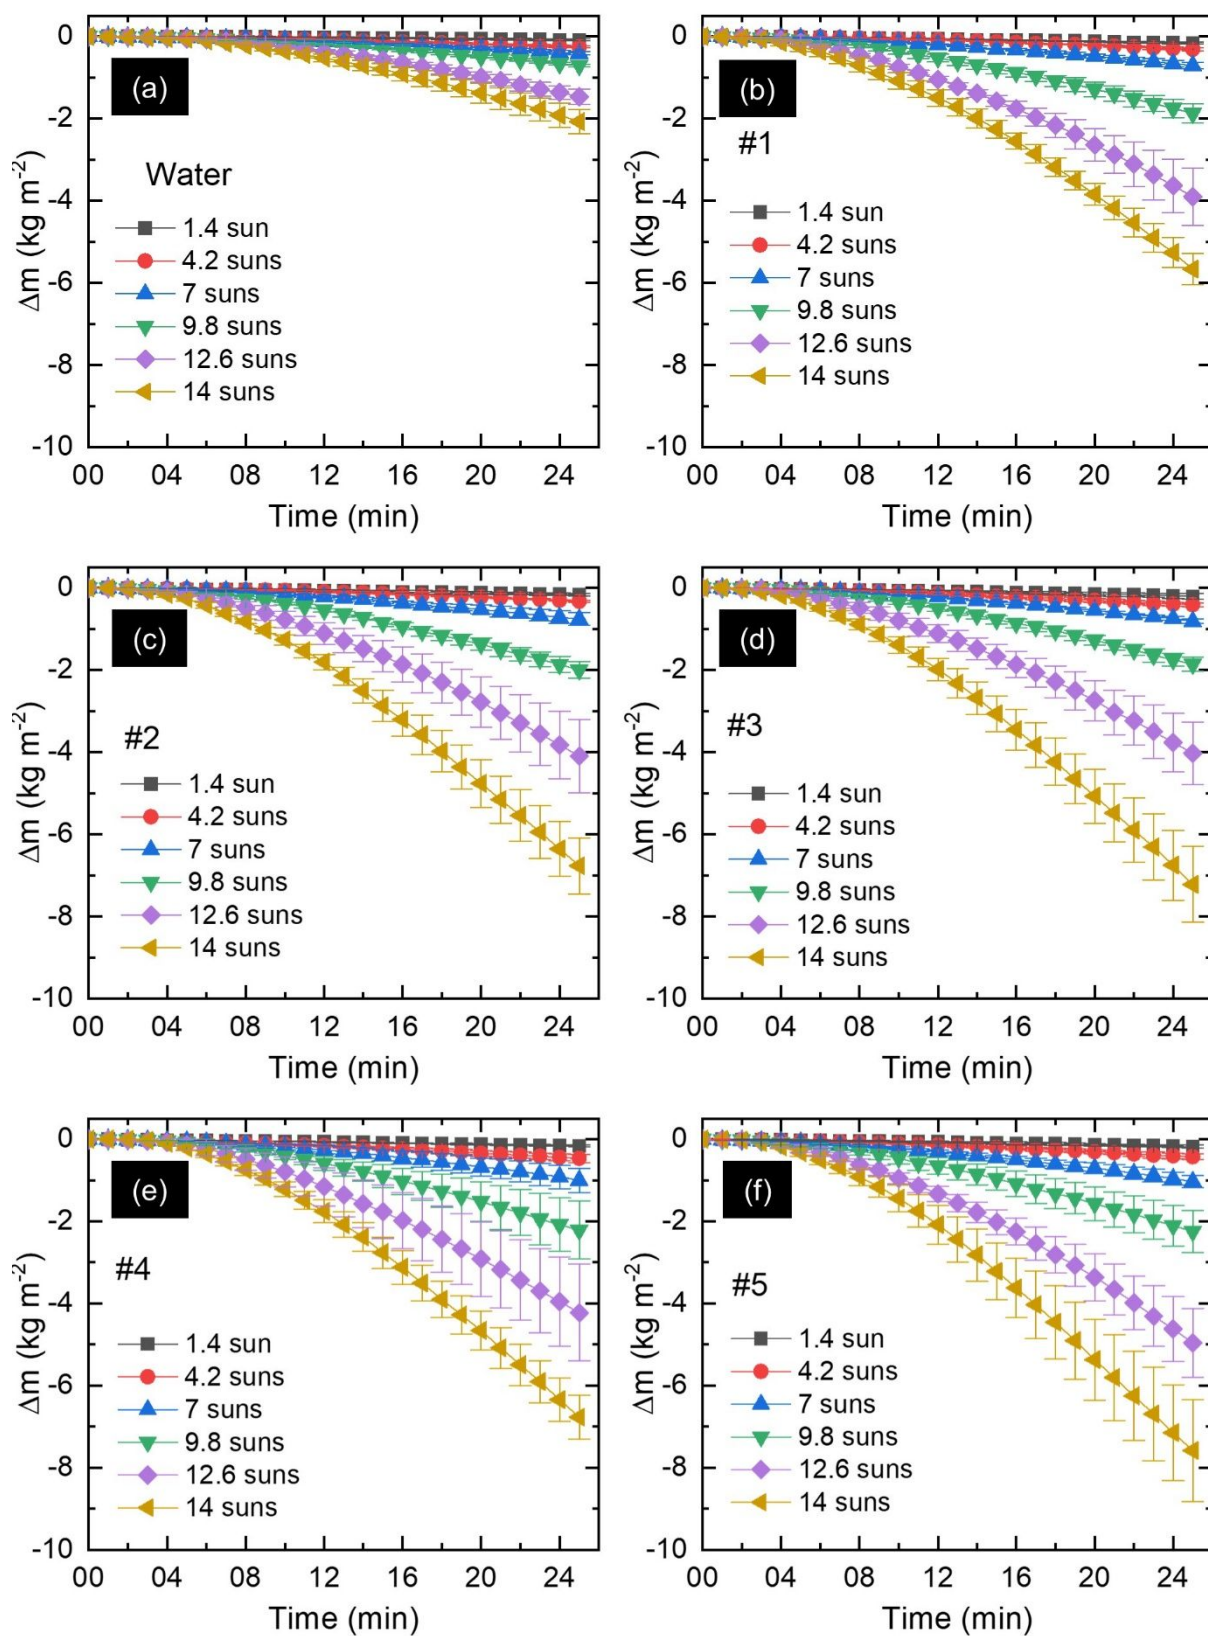 (a)
Water
1.4 sun
4.2 suns
7 suns
9.8 suns
12.6 suns
14 suns
0
-2
-4
-6
-8
-10
Δm (kg m-2)
00 04 08 12 16 20 24
Time (min)
(b)
#1
1.4 sun
4.2 suns
7 suns
9.8 suns
12.6 suns
14 suns
0
-2
-4
-6
-8
-10
Δm (kg m-2)
00 04 08 12 16 20 24
Time (min)
(c)
#2
1.4 sun
4.2 suns
7 suns
9.8 suns
12.6 suns
14 suns
0
-2
-4
-6
-8
-10
Δm (kg m-2)
00 04 08 12 16 20 24
Time (min)
(d)
#3
1.4 sun
4.2 suns
7 suns
9.8 suns
12.6 suns
14 suns
0
-2
-4
-6
-8
-10
Δm (kg m-2)
00 04 08 12 16 20 24
Time (min)
(e)
#4
1.4 sun
4.2 suns
7 suns
9.8 suns
12.6 suns
14 suns
0
-2
-4
-6
-8
-10
Δm (kg m-2)
00 04 08 12 16 20 24
Time (min)
(f)
#5
1.4 sun
4.2 suns
7 suns
9.8 suns
12.6 suns
14 suns
0
-2
-4
-6
-8
-10
Δm (kg m-2)
00 04 08 12 16 20 24
Time (min)